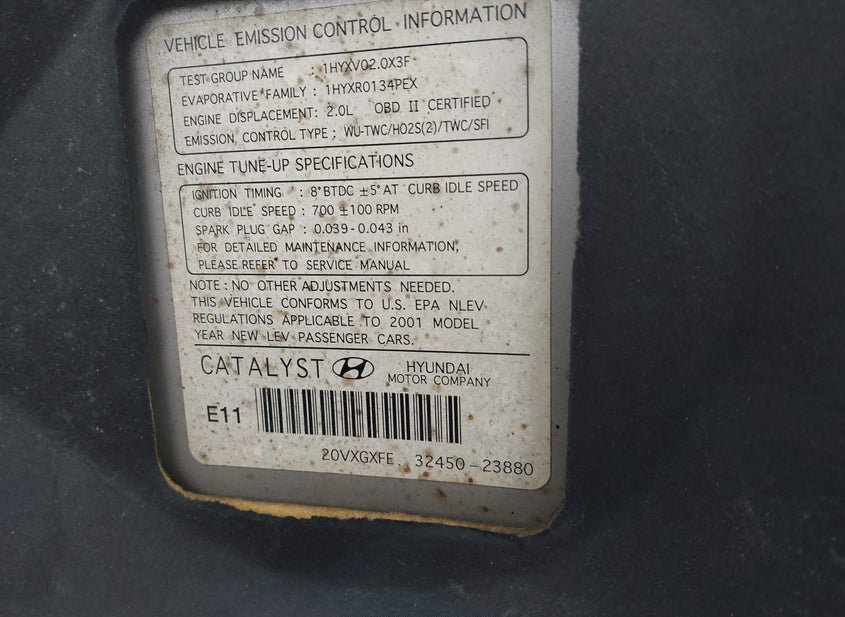 VEHICLE EMISSION CONTROL INFORMATION
TEST GROUP NAME : 1HYXV02.0X3F
EVAPORATIVE FAMILY : 1HYXR0134PEX
ENGINE DISPLACEMENT: 2.0L OBD II CERTIFIED
EMISSION CONTROL TYPE : WU-TWC/HO2S(2)/TWC/SFI
ENGINE TUNE-UP SPECIFICATIONS
IGNITION TIMING : 8°BTDC ±5°AT CURB IDLE SPEED
CURB IDLE SPEED : 700 ±100 RPM
SPARK PLUG GAP : 0.039-0.043 in
FOR DETAILED MAINTENANCE INFORMATION,
PLEASE REFER TO SERVICE MANUAL
NOTE : NO OTHER ADJUSTMENTS NEEDED.
THIS VEHICLE CONFORMS TO U.S. EPA NLEV
REGULATIONS APPLICABLE TO 2001 MODEL
YEAR NEW LEV PASSENGER CARS.
CATALYST HYUNDAI
MOTOR COMPANY
E11
20VXGXFE 32450-23880